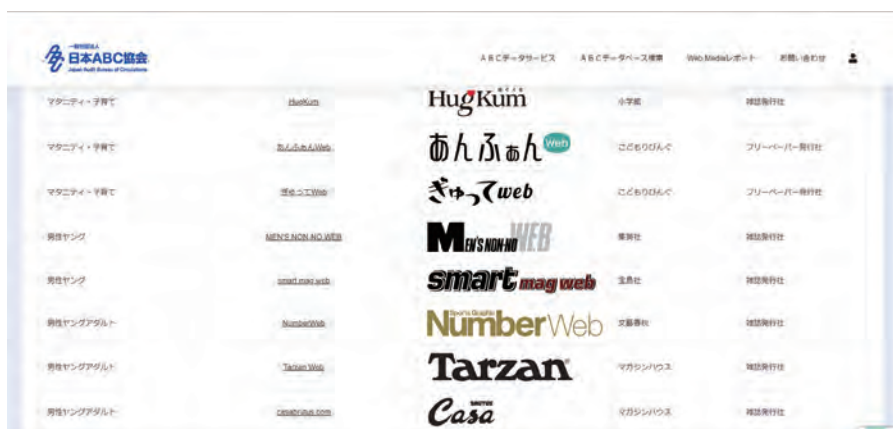 一般社団法人
日本ABC協会
Japan Audit Bureau of Circulations
ABCデータサービス ABCデータベース検索 Web Mediaレポート お問い合わせ
マタニティ・子育て HugKum HugKum 小学館 雑誌発行社
マタニティ・子育て あんふぁんWeb あんふぁん Web こどもりびんぐ フリーペーパー発行社
マタニティ・子育て ぎゅってWeb ぎゅってweb こどもりびんぐ フリーペーパー発行社
男性ヤング MEN'S NON-NO WEB MEN'S NON-NO WEB 集英社 雑誌発行社
男性ヤング smart mag web smart mag web 宝島社 雑誌発行社
男性ヤングアダルト NumberWeb Sports Graphic Number Web 文藝春秋 雑誌発行社
男性ヤングアダルト Tarzan Web Tarzan マガジンハウス 雑誌発行社
男性ヤングアダルト casabrutus.com Casa BRUTUS マガジンハウス 雑誌発行社